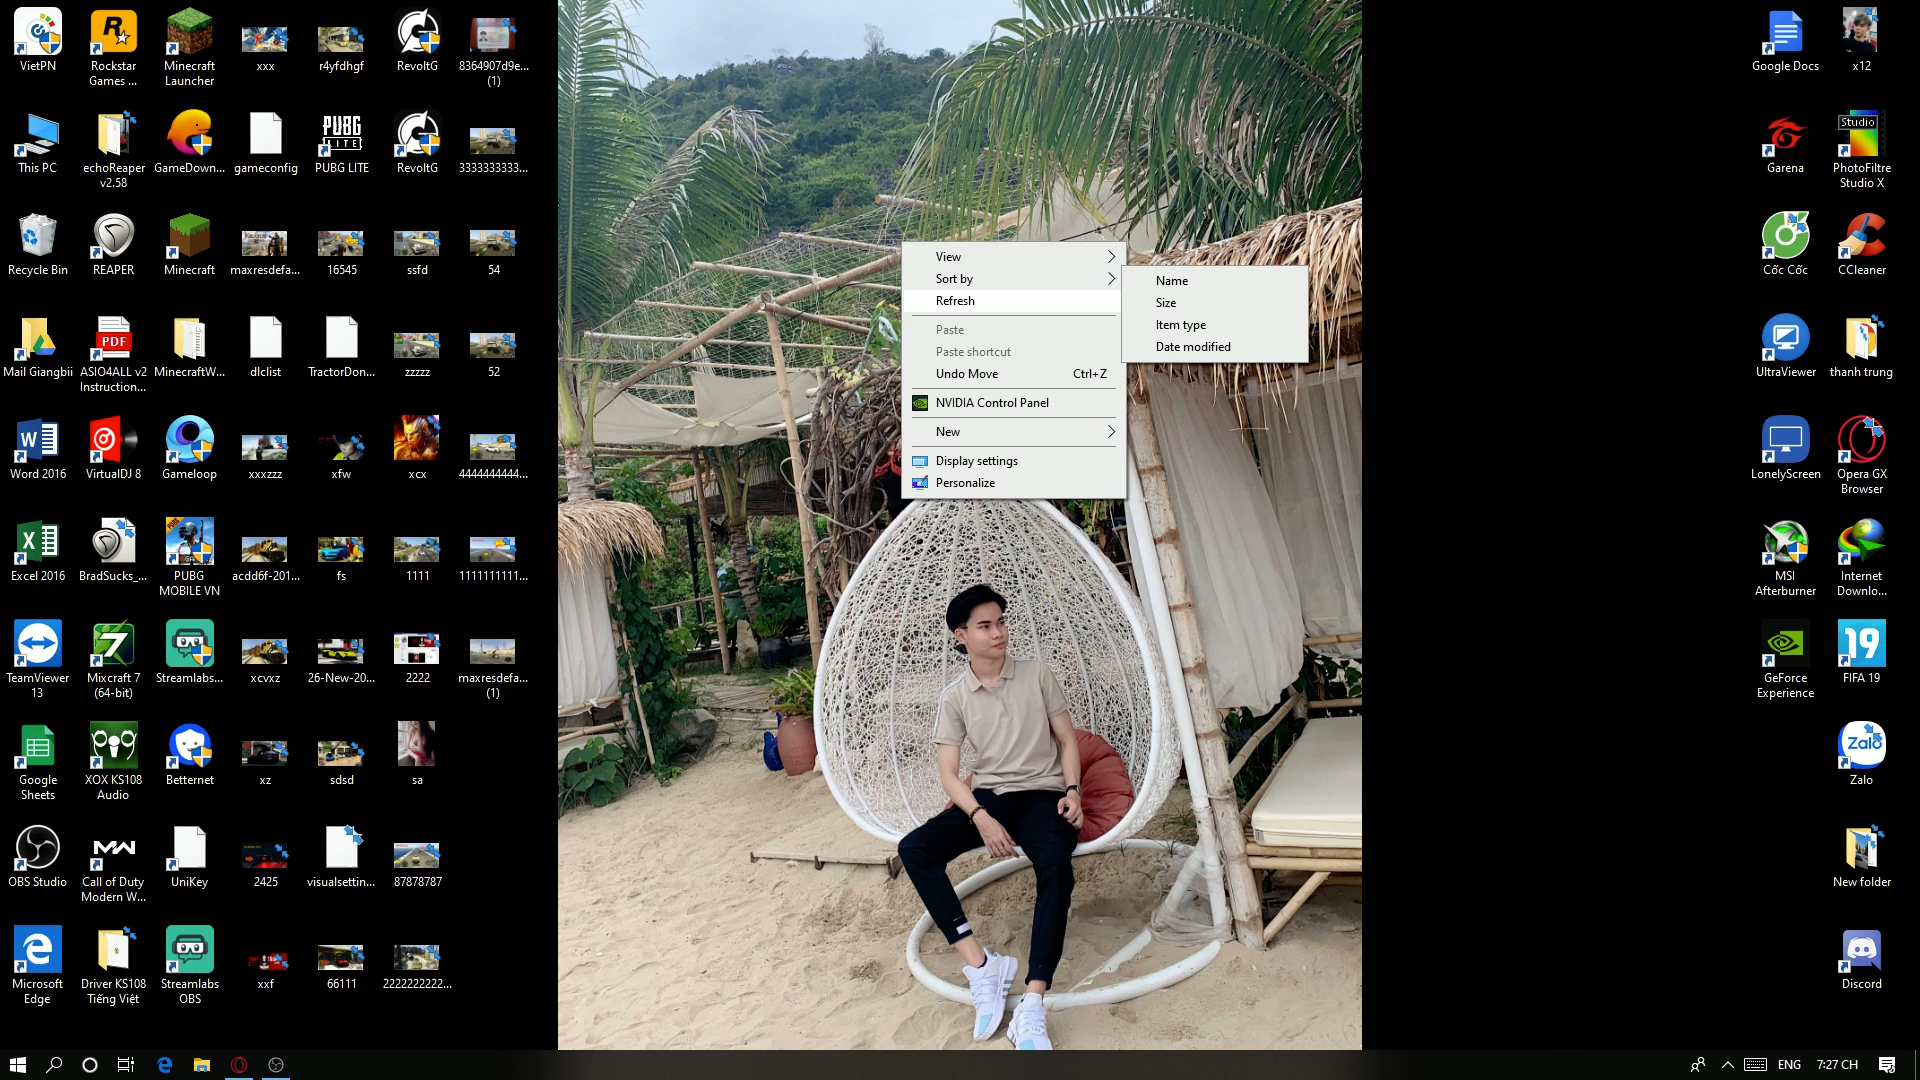 VietPN
Rockstar
Games ...
Minecraft
Launcher
xxx
r4yfdhgf
RevoltG
8364907d9e...
(1)
This PC
echoReaper
v2.58
GameDown...
gameconfig
PUBG LITE
RevoltG
3333333333...
Recycle Bin
REAPER
Minecraft
maxresdefa...
16545
ssfd
54
Mail Giangbii
PDF
ASIO4ALL v2
Instruction...
MinecraftW...
dlclist
TractorDon...
zzzzz
52
Word 2016
VirtualDJ 8
Gameloop
xxxzzz
xfw
xcx
4444444444...
Excel 2016
BradSucks_...
PUBG
MOBILE VN
acdd6f-201...
fs
1111
1111111111...
TeamViewer
13
Mixcraft 7
(64-bit)
Streamlabs...
xcvxz
26-New-20...
2222
maxresdefa...
(1)
Google
Sheets
XOX KS108
Audio
Betternet
xz
sdsd
sa
OBS Studio
Call of Duty
Modern W...
UniKey
2425
visualsettin...
87878787
Microsoft
Edge
Driver KS108
Tiếng Việt
Streamlabs
OBS
xxf
66111
2222222222...
View
Sort by
Refresh
Paste
Paste shortcut
Undo Move Ctrl+Z
NVIDIA Control Panel
New
Display settings
Personalize
Name
Size
Item type
Date modified
Google Docs
x12
Garena
Studio
PhotoFiltre
Studio X
Cốc Cốc
CCleaner
UltraViewer
thanh trung
LonelyScreen
Opera GX
Browser
MSI
Afterburner
Internet
Downlo...
GeForce
Experience
19
FIFA 19
Zalo
Zalo
New folder
Discord
ENG 7:27 CH